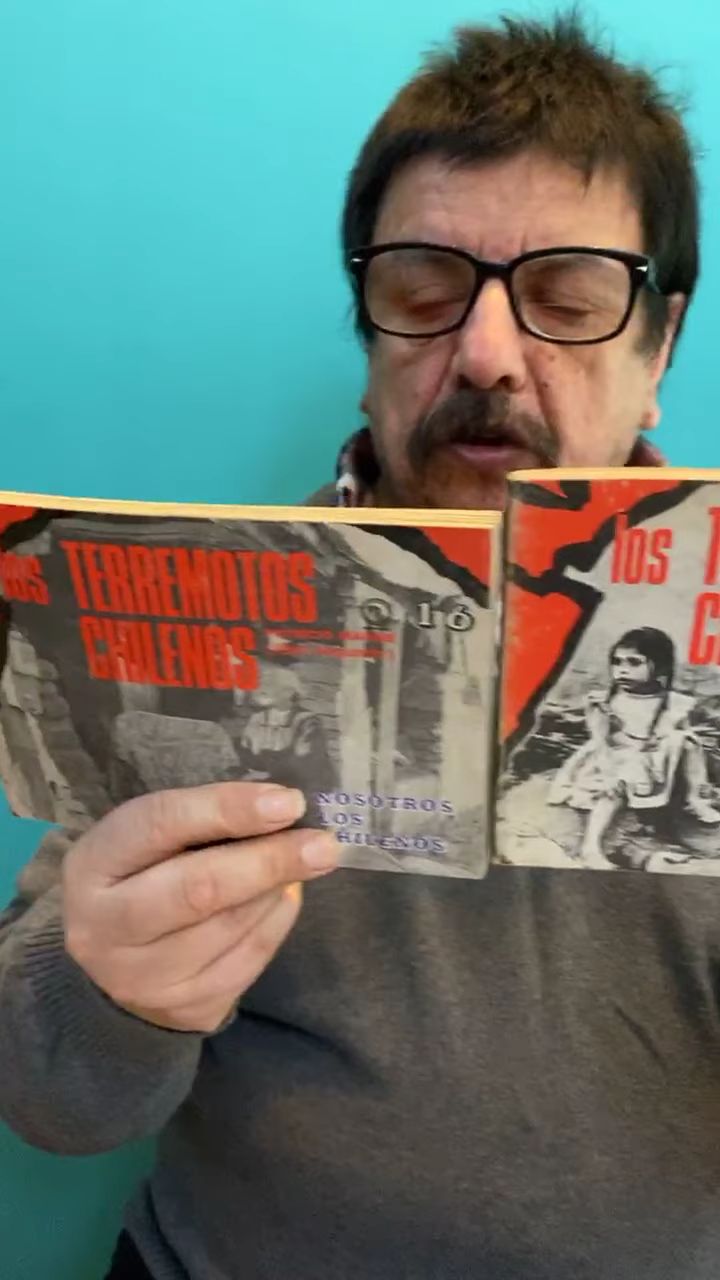 los TERREMOTOS
CHILENOS
Q 16
NOSOTROS
LOS
CHILENOS
los T
C